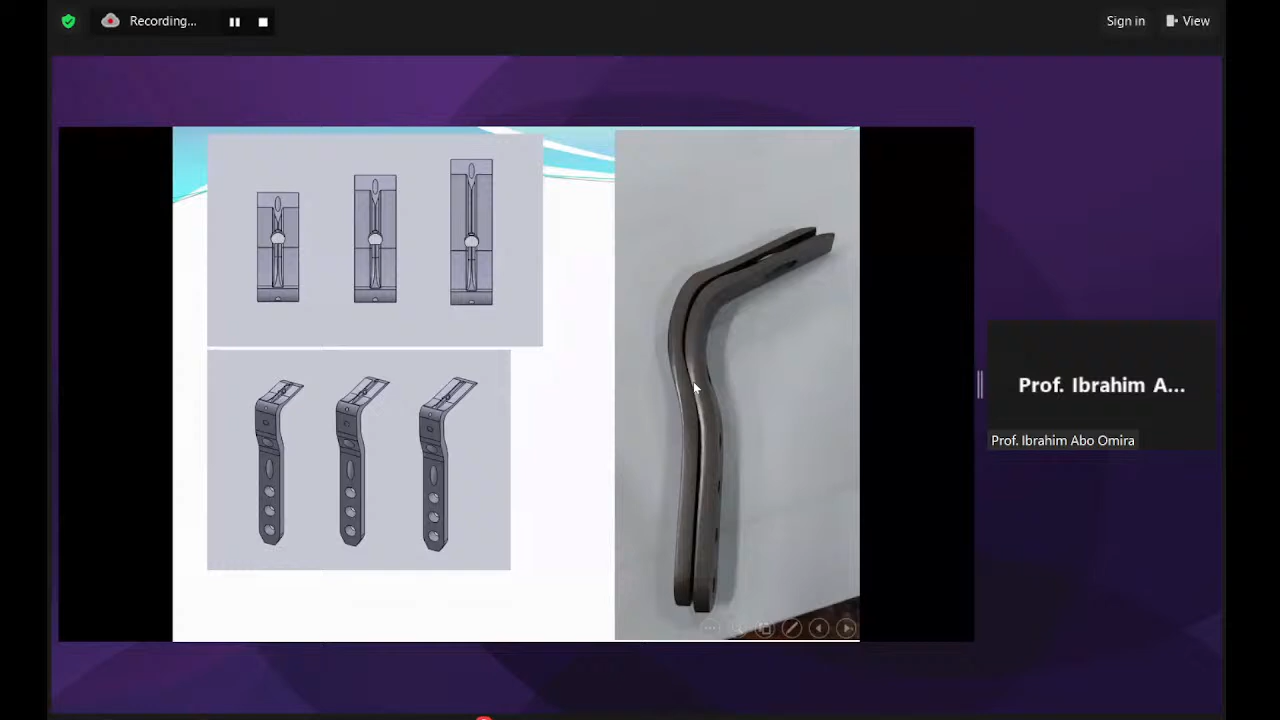 Recording...
Sign in
View
Prof. Ibrahim A...
Prof. Ibrahim Abo Omira